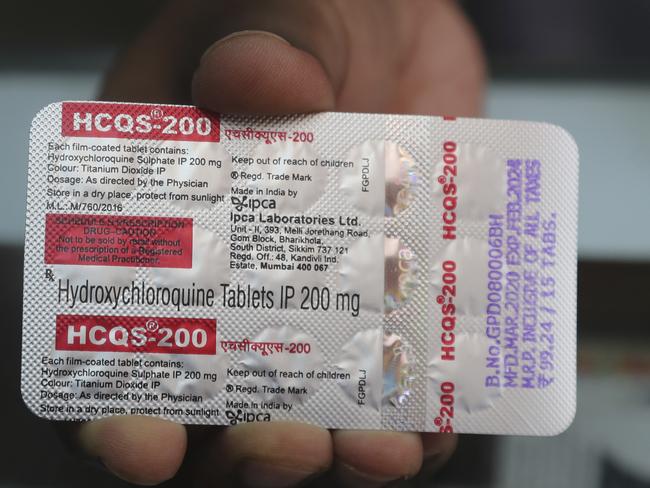 HCQS®-200 एचसीक्यूएस-200
Each film-coated tablet contains:
Hydroxychloroquine Sulphate IP 200 mg
Colour: Titanium Dioxide IP
Dosage: As directed by the Physician
Store in a dry place, protect from sunlight
M.L.: M/760/2016
Keep out of reach of children
® Regd. Trade Mark
Made in India by
ipca
Ipca Laboratories Ltd.
Unit - II, 393, Melli Jorethang Road,
Gom Block, Bharikhola,
South District, Sikkim 737 121
Regd. Off.: 48, Kandivli Ind.
Estate, Mumbai 400 067
FGPDLJ
SCHEDULE H PRESCRIPTION
DRUG-CAUTION
Not to be sold by retail without
the prescription of a Registered
Medical Practitioner.
Rx
Hydroxychloroquine Tablets IP 200 mg
HCQS®-200 एचसीक्यूएस-200
Each film-coated tablet contains:
Hydroxychloroquine Sulphate IP 200 mg
Colour: Titanium Dioxide IP
Dosage: As directed by the Physician
Store in a dry place, protect from sunlight
Keep out of reach of children
® Regd. Trade Mark
Made in India by
ipca
FGPDLJ
HCQS®-200
HCQS®-200
S®-200
B.No.GPD080006BH
MFD.MAR.2020 EXP.FEB.2024
M.R.P. INCLUSIVE OF ALL TAXES
₹ 99.24 / 15 TABS.